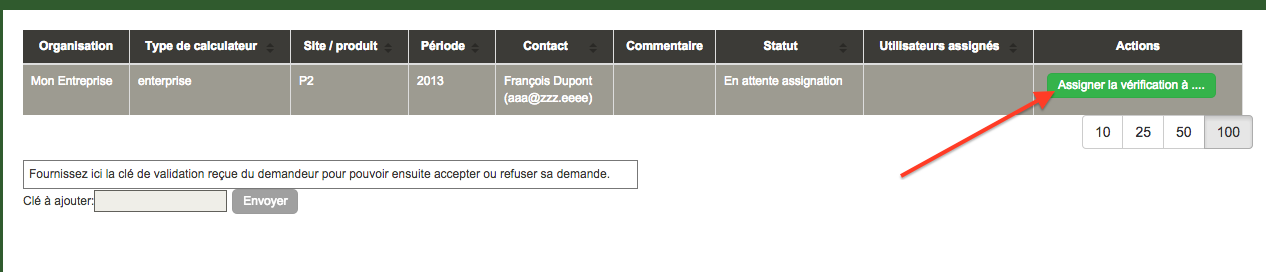 Organisation Type de calculateur Site / produit Période Contact Commentaire Statut Utilisateurs assignés Actions
Mon Entreprise enterprise P2 2013 François Dupont En attente assignation Assigner la vérification à ....
(aaa@zzz.eeee)
10 25 50 100
Fournissez ici la clé de validation reçue du demandeur pour pouvoir ensuite accepter ou refuser sa demande.
Clé à ajouter: Envoyer